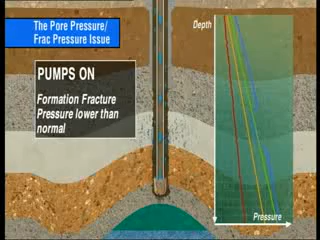 The Pore Pressure/
Frac Pressure Issue
PUMPS ON
Formation Fracture
Pressure lower than
normal
Depth
Pressure